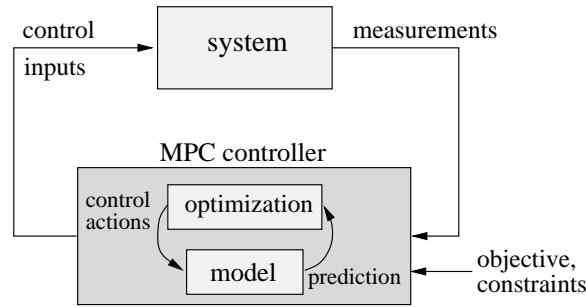 control
inputs
system
measurements
MPC controller
control
actions
optimization
model
prediction
objective,
constraints